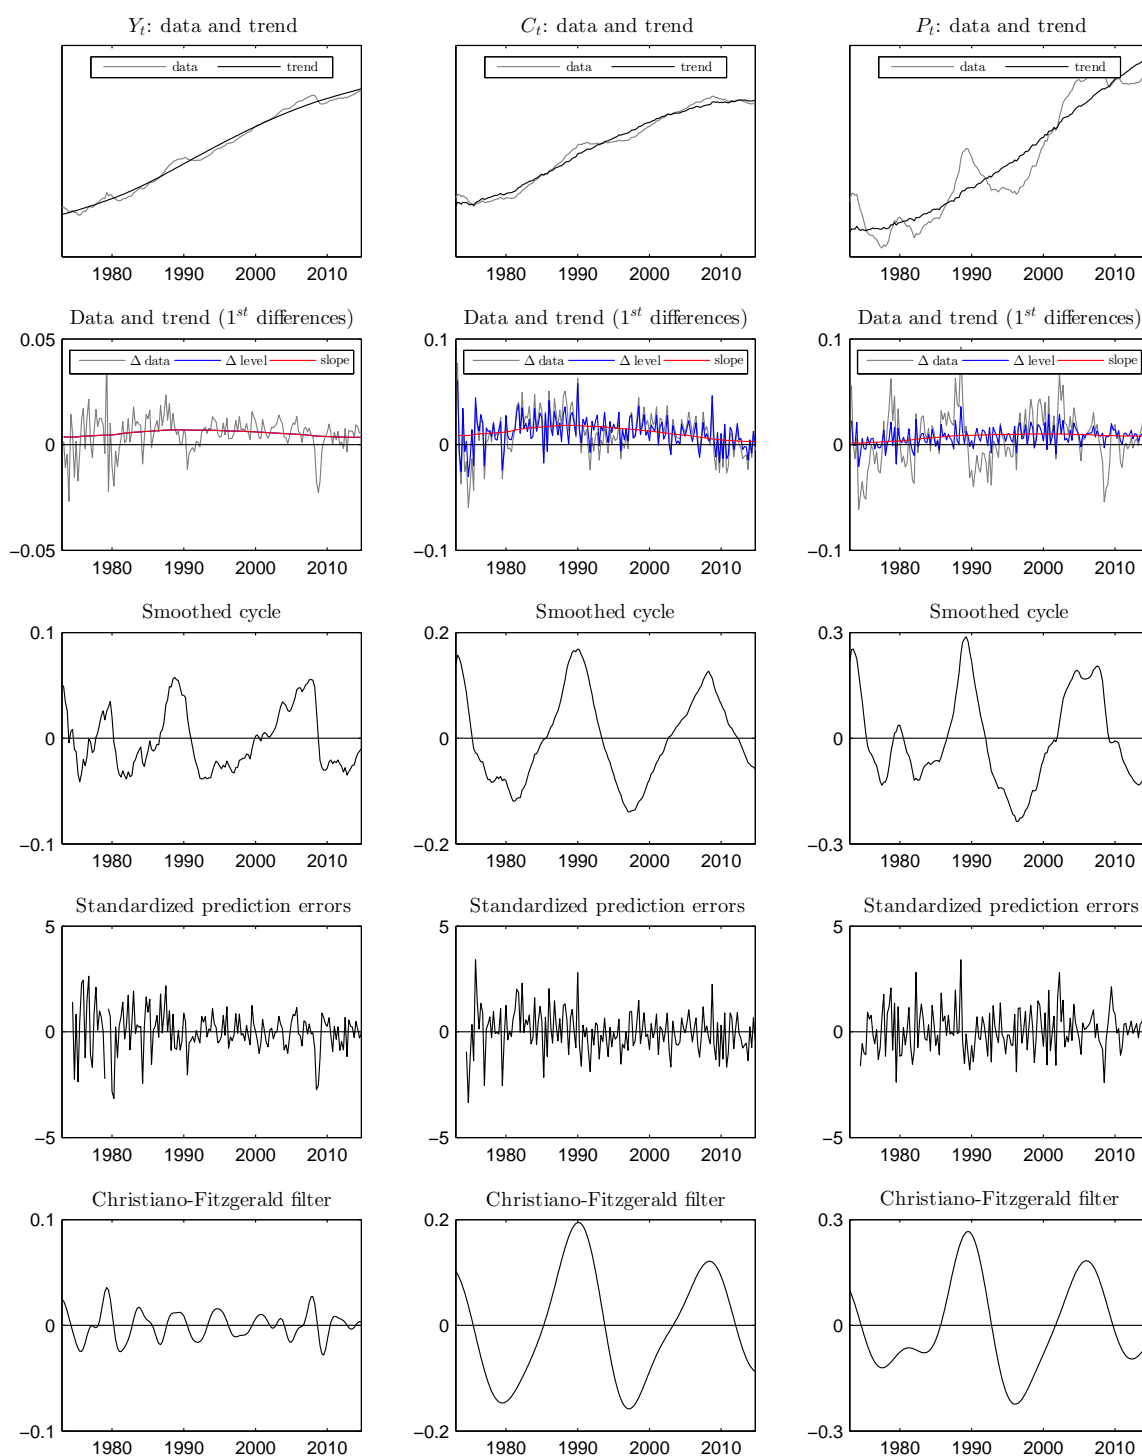 Y_t: data and trend
C_t: data and trend
P_t: data and trend
data trend
data trend
data trend
1980 1990 2000 2010
1980 1990 2000 2010
1980 1990 2000 2010
Data and trend (1^st differences)
Data and trend (1^st differences)
Data and trend (1^st differences)
0.05
0
−0.05
0.1
0
−0.1
0.1
0
−0.1
Δ data Δ level slope
Δ data Δ level slope
Δ data Δ level slope
1980 1990 2000 2010
1980 1990 2000 2010
1980 1990 2000 2010
Smoothed cycle
Smoothed cycle
Smoothed cycle
0.1
0
−0.1
0.2
0
−0.2
0.3
0
−0.3
1980 1990 2000 2010
1980 1990 2000 2010
1980 1990 2000 2010
Standardized prediction errors
Standardized prediction errors
Standardized prediction errors
5
0
−5
5
0
−5
5
0
−5
1980 1990 2000 2010
1980 1990 2000 2010
1980 1990 2000 2010
Christiano-Fitzgerald filter
Christiano-Fitzgerald filter
Christiano-Fitzgerald filter
0.1
0
−0.1
0.2
0
−0.2
0.3
0
−0.3
1980 1990 2000 2010
1980 1990 2000 2010
1980 1990 2000 2010